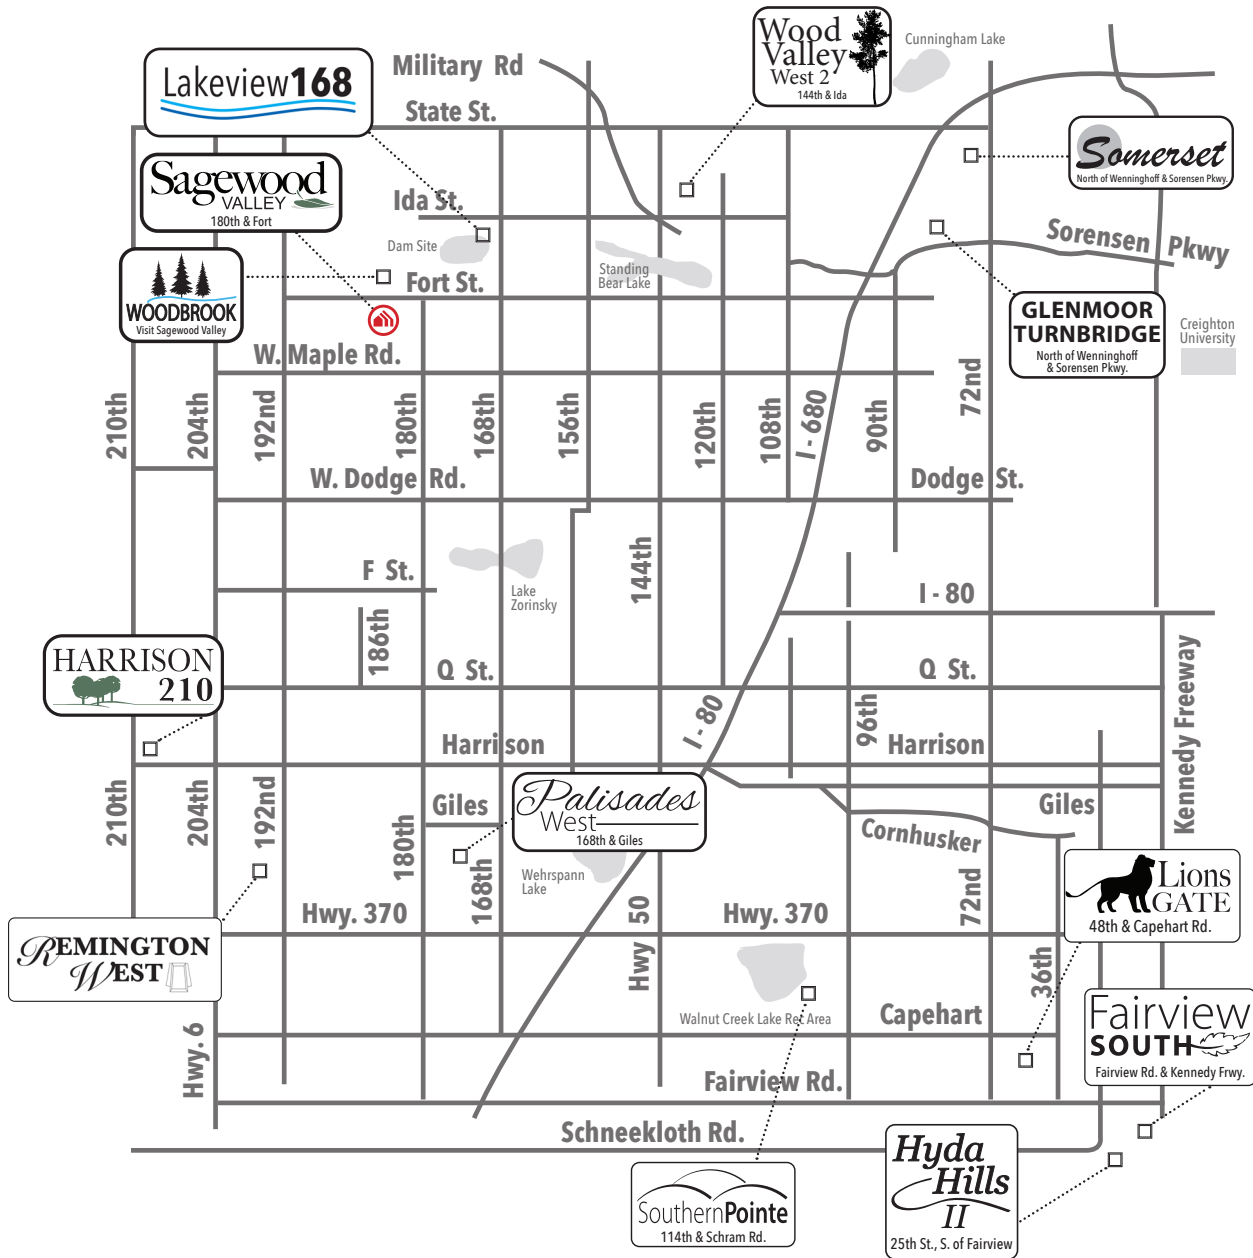 Wood
Valley
West 2
144th & Ida
Cunningham Lake
Military Rd
Lakeview168
State St.
Somerset
North of Wenninghoff & Sorensen Pkwy.
Sagewood
VALLEY
180th & Fort
Ida St.
Dam Site
Standing
Bear Lake
Sorensen Pkwy
Fort St.
WOODBROOK
Visit Sagewood Valley
GLENMOOR
TURNBRIDGE
North of Wenninghoff
& Sorensen Pkwy.
Creighton
University
W. Maple Rd.
210th
204th
192nd
180th
168th
156th
120th
108th
I - 680
90th
72nd
W. Dodge Rd.
Dodge St.
144th
F St.
Lake
Zorinsky
I - 80
186th
HARRISON
210
Q St.
Q St.
I - 80
96th
Kennedy Freeway
Harrison
Harrison
210th
204th
192nd
180th
Giles
168th
Palisades
West
168th & Giles
Giles
Cornhusker
Wehrspann
Lake
72nd
Lions
GATE
48th & Capehart Rd.
Hwy. 370
Hwy 50
Hwy. 370
REMINGTON
WEST
36th
Walnut Creek Lake Rec Area
Capehart
Fairview
SOUTH
Fairview Rd. & Kennedy Frwy.
Hwy. 6
Fairview Rd.
Schneekloth Rd.
Hyda
Hills
II
25th St., S. of Fairview
SouthernPointe
114th & Schram Rd.